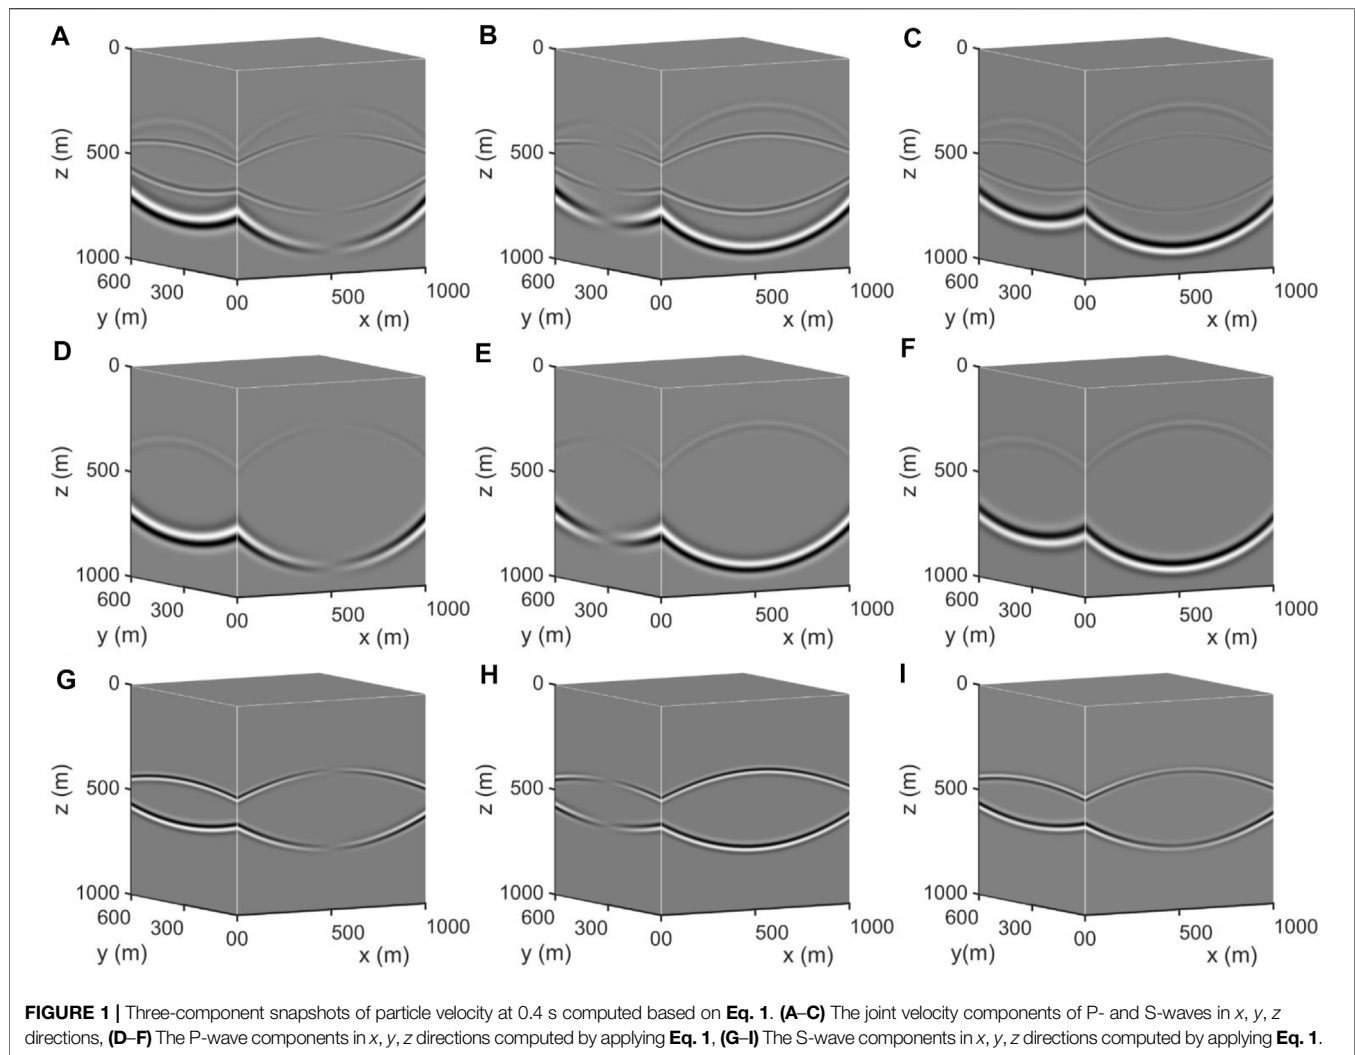 A
B
C
0
500
1000
z (m)
600
300
00
500
1000
y (m)
x (m)
0
500
1000
z (m)
600
300
00
500
1000
y (m)
x (m)
0
500
1000
z (m)
600
300
00
500
1000
y (m)
x (m)
D
E
F
0
500
1000
z (m)
600
300
00
500
1000
y (m)
x (m)
0
500
1000
z (m)
600
300
00
500
1000
y (m)
x (m)
0
500
1000
z (m)
600
300
00
500
1000
y (m)
x (m)
G
H
I
0
500
1000
z (m)
600
300
00
500
1000
y (m)
x (m)
0
500
1000
z (m)
600
300
00
500
1000
y (m)
x (m)
0
500
1000
z (m)
600
300
00
500
1000
y(m)
x (m)
FIGURE 1 | Three-component snapshots of particle velocity at 0.4 s computed based on Eq. 1. (A–C) The joint velocity components of P- and S-waves in x, y, z
directions, (D–F) The P-wave components in x, y, z directions computed by applying Eq. 1, (G–I) The S-wave components in x, y, z directions computed by applying Eq. 1.